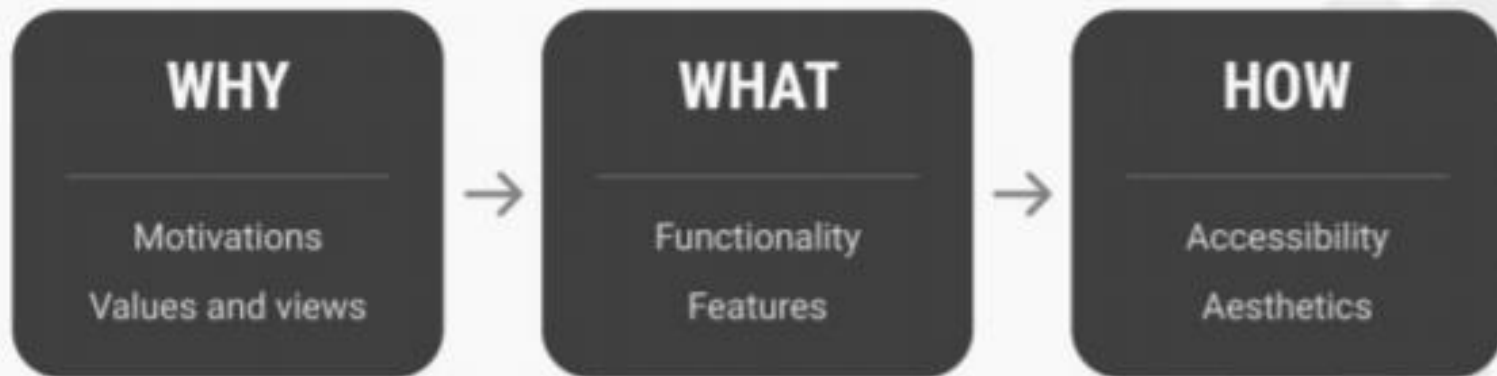 WHY
Motivations
Values and views
WHAT
Functionality
Features
HOW
Accessibility
Aesthetics